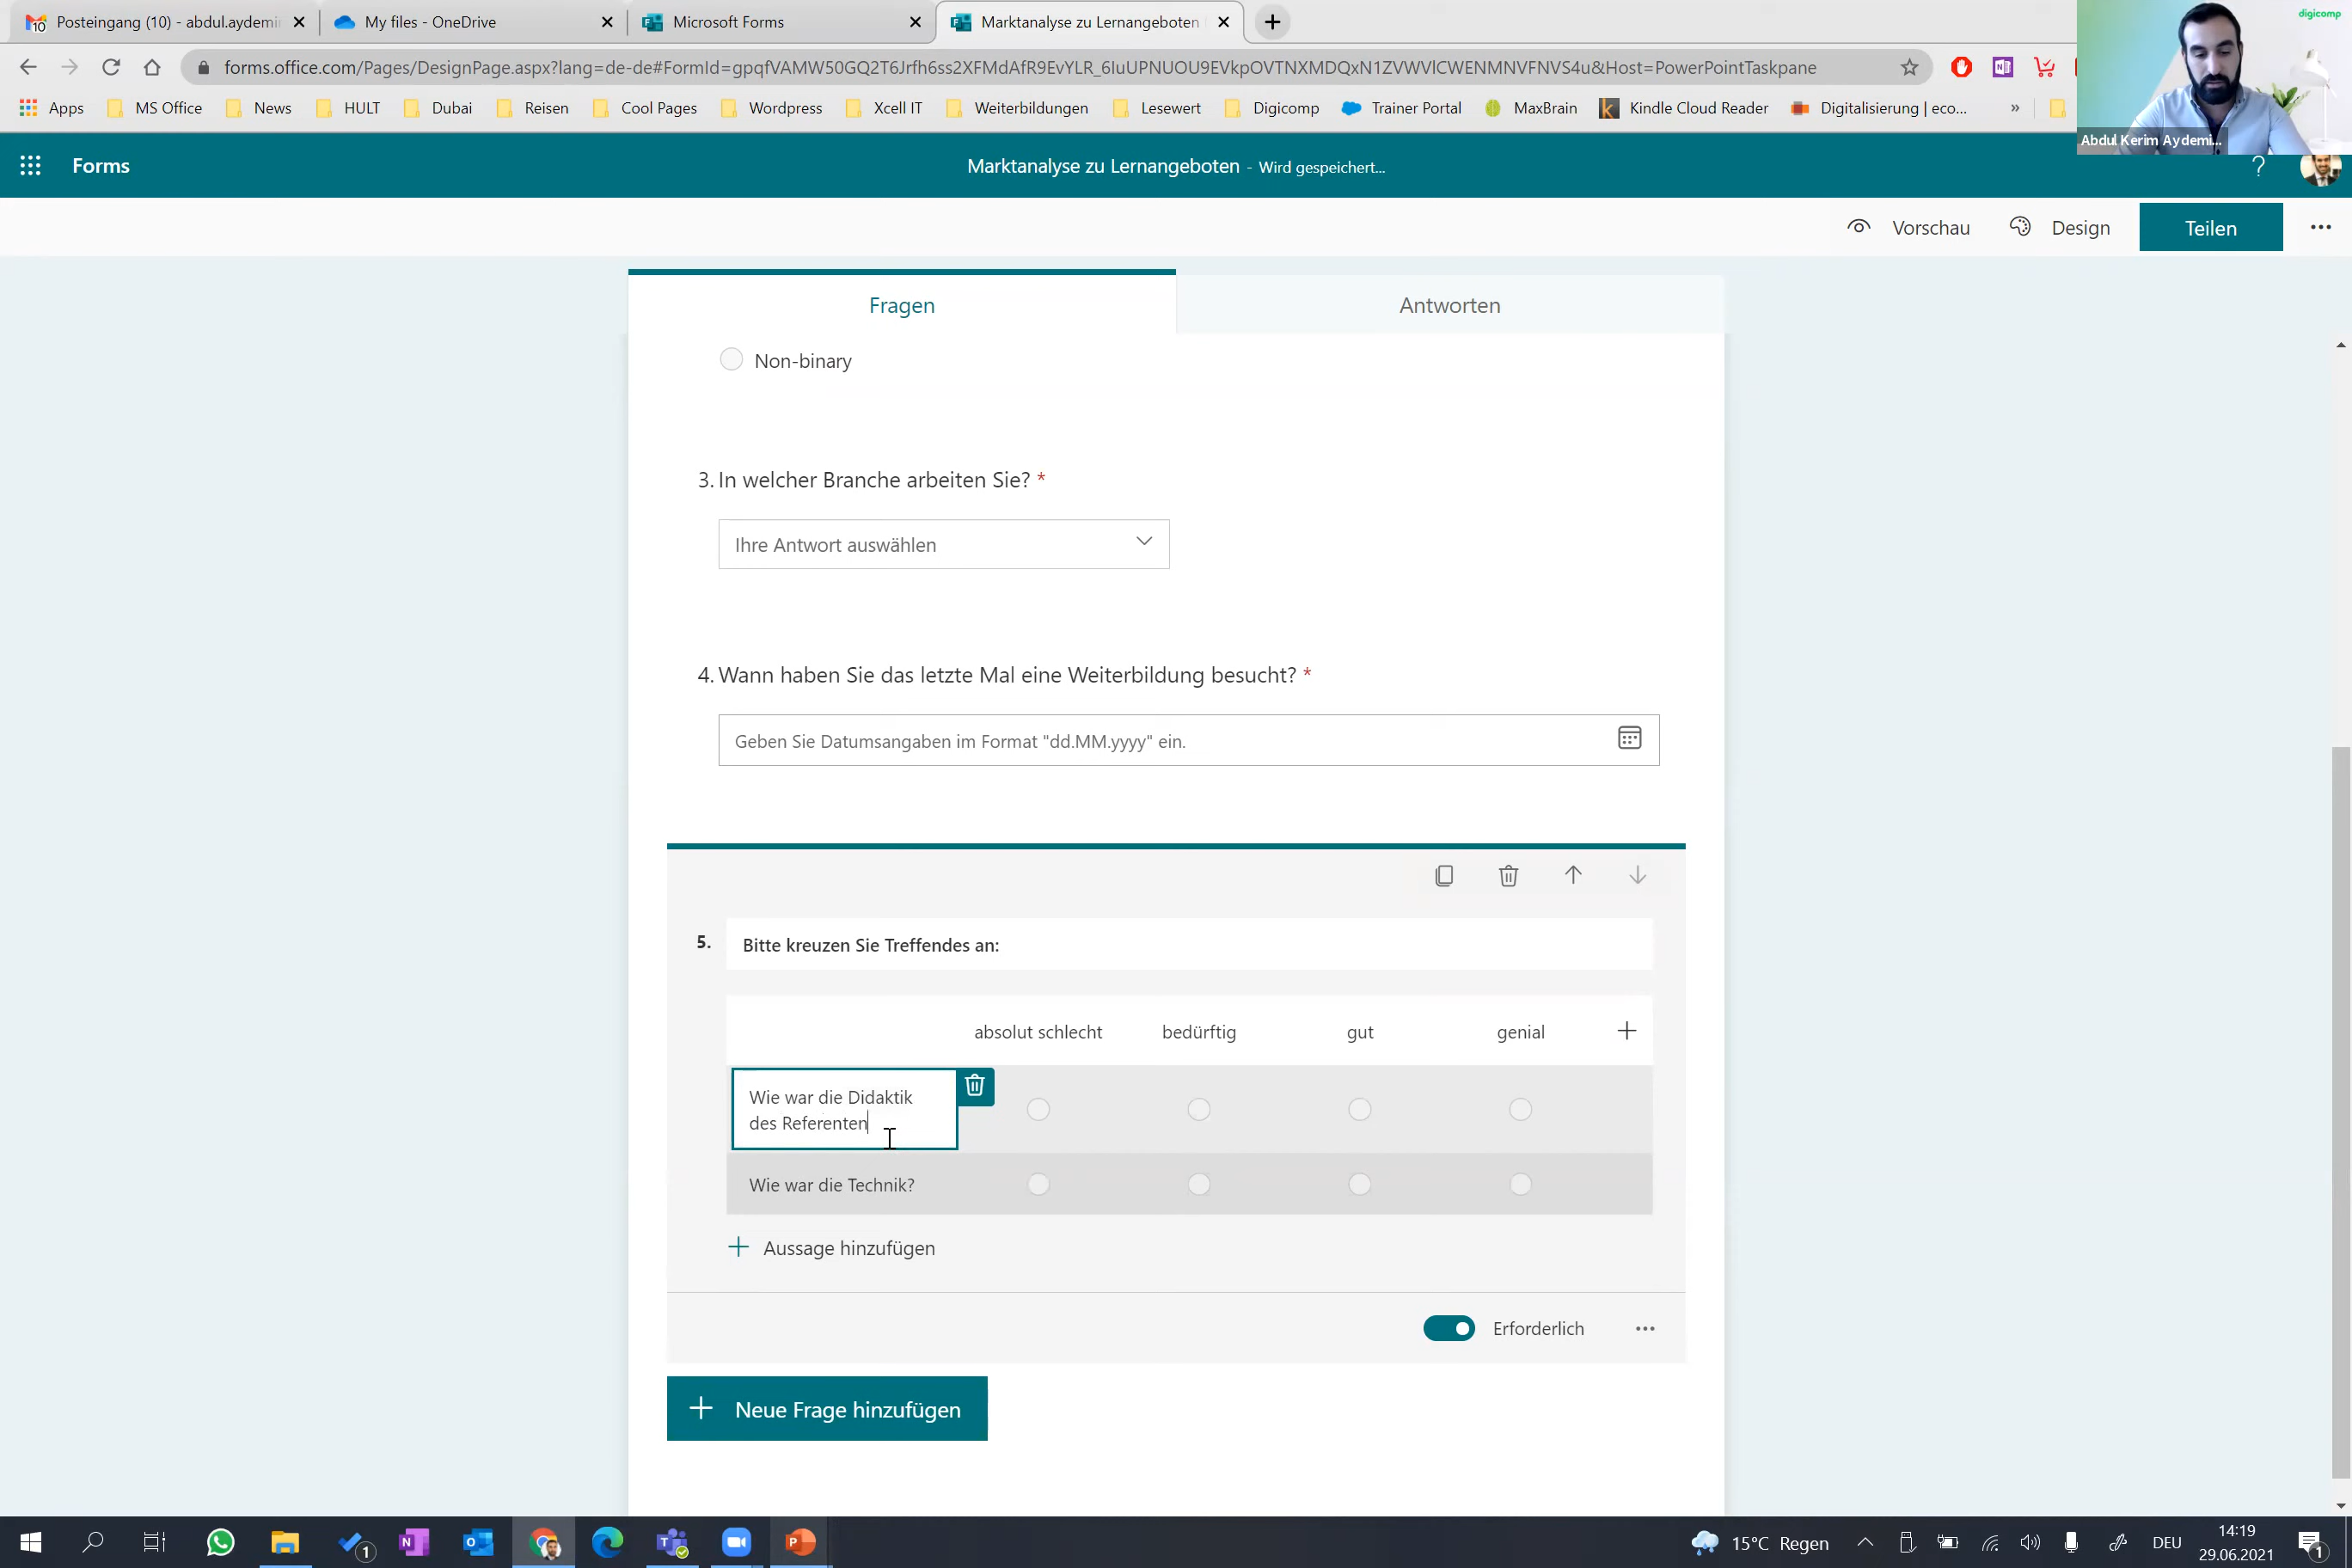 Posteingang (10) - abdul.aydemi
My files - OneDrive
Microsoft Forms
Marktanalyse zu Lernangeboten
forms.office.com/Pages/DesignPage.aspx?lang=de-de#FormId=gpqfVAMW50GQ2T6Jrfh6ss2XFMdAfR9EvYLR_6IuUPNUOU9EVkpOVTNXMDQxN1ZVWVlCWENMNVFNVS4u&Host=PowerPointTaskpane
digicomp
Apps MS Office News HULT Dubai Reisen Cool Pages Wordpress Xcell IT Weiterbildungen Lesewert Digicomp Trainer Portal MaxBrain Kindle Cloud Reader Digitalisierung | eco... »
Abdul Kerim Aydemi...
Forms
Marktanalyse zu Lernangeboten - Wird gespeichert...
?
Vorschau Design Teilen ...
Fragen Antworten
Non-binary
3. In welcher Branche arbeiten Sie? *
Ihre Antwort auswählen
4. Wann haben Sie das letzte Mal eine Weiterbildung besucht? *
Geben Sie Datumsangaben im Format "dd.MM.yyyy" ein.
5. Bitte kreuzen Sie Treffendes an:
absolut schlecht bedürftig gut genial
Wie war die Didaktik
des Referenten
Wie war die Technik?
Aussage hinzufügen
Erforderlich ...
Neue Frage hinzufügen
15°C Regen
DEU
14:19
29.06.2021